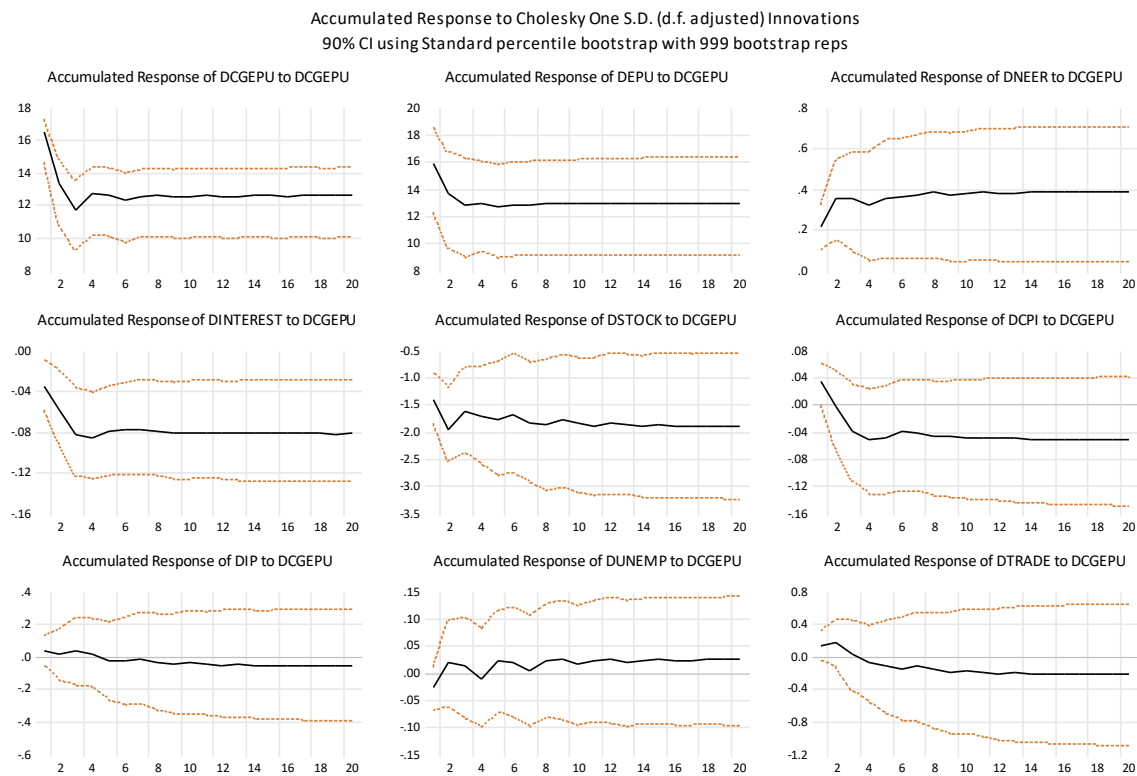 Accumulated Response to Cholesky One S.D. (d.f. adjusted) Innovations
90% CI using Standard percentile bootstrap with 999 bootstrap reps
Accumulated Response of DCGEPU to DCGEPU
18
16
14
12
10
8
2 4 6 8 10 12 14 16 18 20
Accumulated Response of DEPU to DCGEPU
20
18
16
14
13
11
10
8
2 4 6 8 10 12 14 16 18 20
Accumulated Response of DNEER to DCGEPU
.8
.6
.4
.2
.0
2 4 6 8 10 12 14 16 18 20
Accumulated Response of DINTEREST to DCGEPU
.00
-.04
-.08
-.12
-.16
2 4 6 8 10 12 14 16 18 20
Accumulated Response of DSTOCK to DCGEPU
-0.5
-1.0
-1.5
-2.0
-2.5
-3.0
-3.5
2 4 6 8 10 12 14 16 18 20
Accumulated Response of DCPI to DCGEPU
.08
.04
.00
-.04
-.08
-.12
-.16
2 4 6 8 10 12 14 16 18 20
Accumulated Response of DIP to DCGEPU
.4
.2
.0
-.2
-.4
-.6
2 4 6 8 10 12 14 16 18 20
Accumulated Response of DUNEMP to DCGEPU
.15
.10
.05
.00
-.05
-.10
-.15
2 4 6 8 10 12 14 16 18 20
Accumulated Response of DTRADE to DCGEPU
0.8
0.4
0.0
-0.4
-0.8
-1.2
2 4 6 8 10 12 14 16 18 20